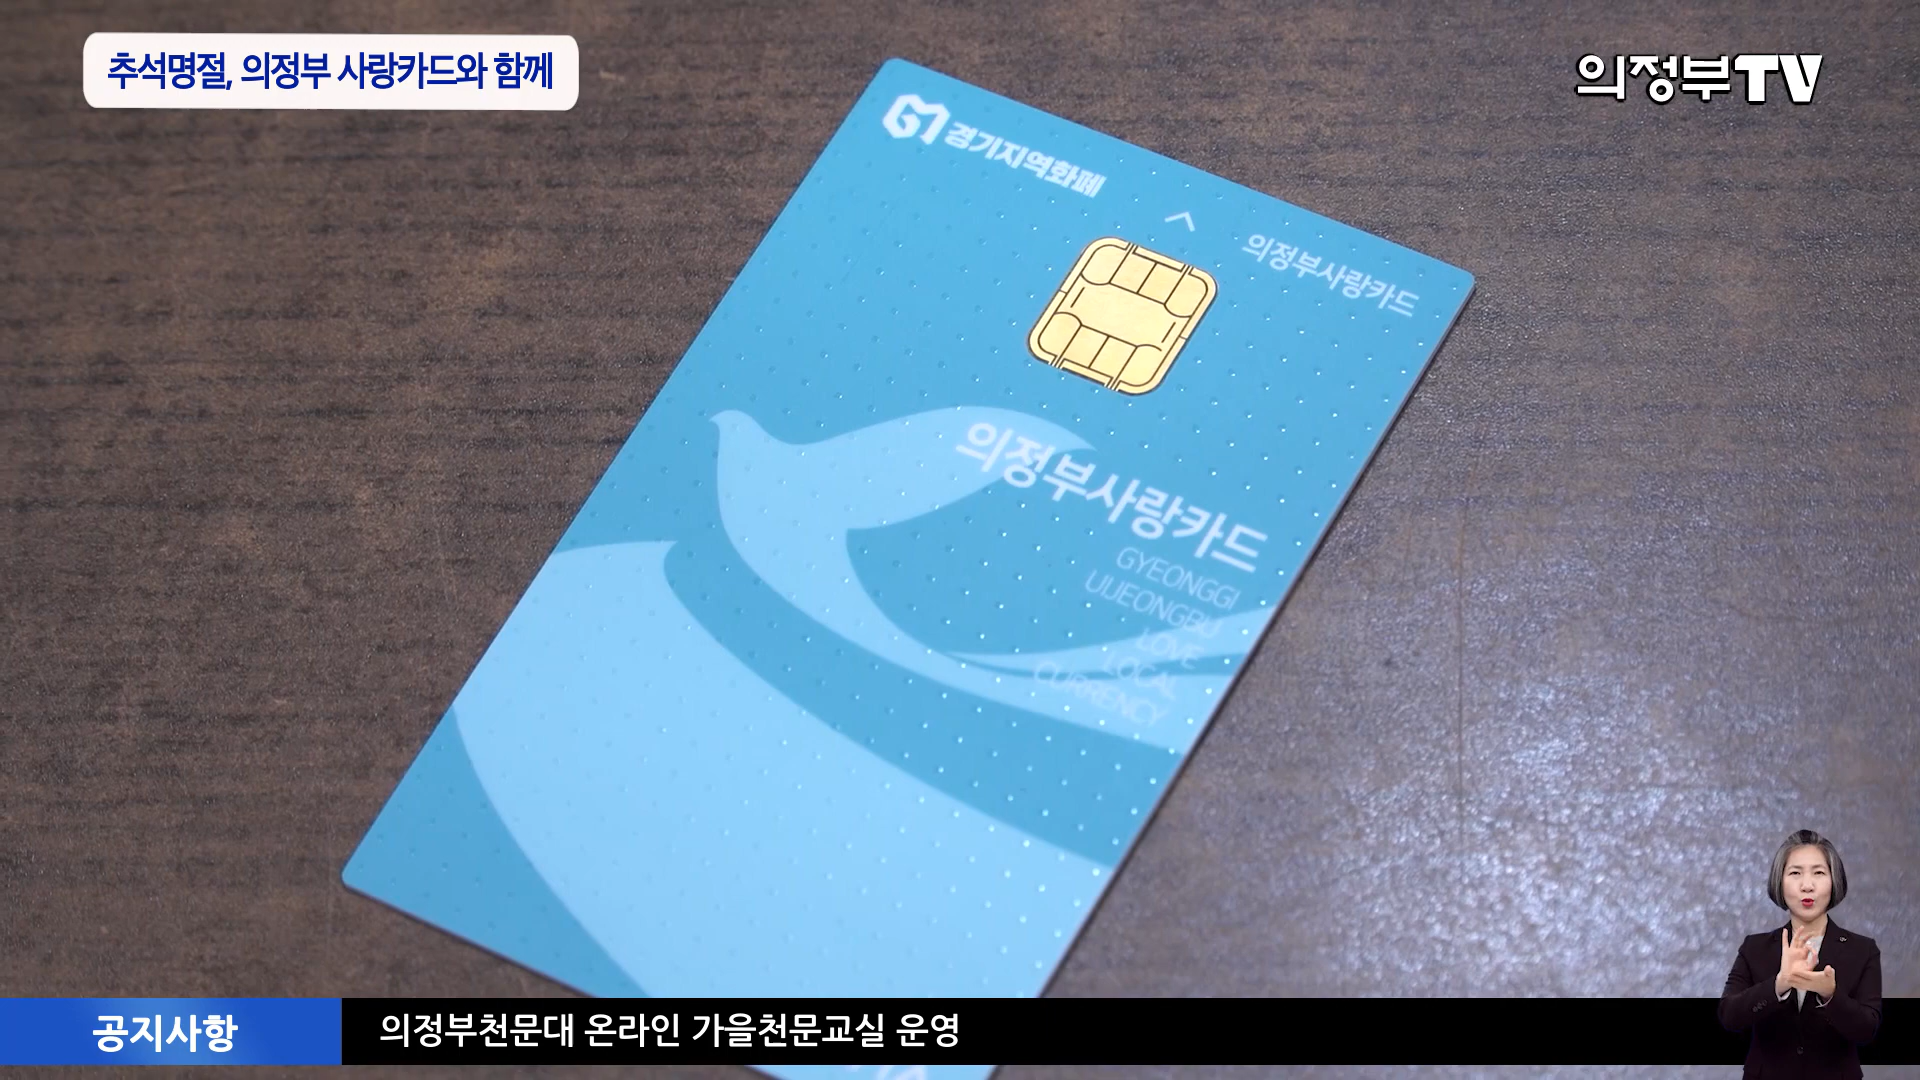 추석명절, 의정부 사랑카드와 함께
의정부TV
경기지역화폐
의정부사랑카드
의정부사랑카드
GYEONGGI
UIJEONGBU
LOVE
LOCAL
CURRENCY
공지사항
의정부천문대 온라인 가을천문교실 운영